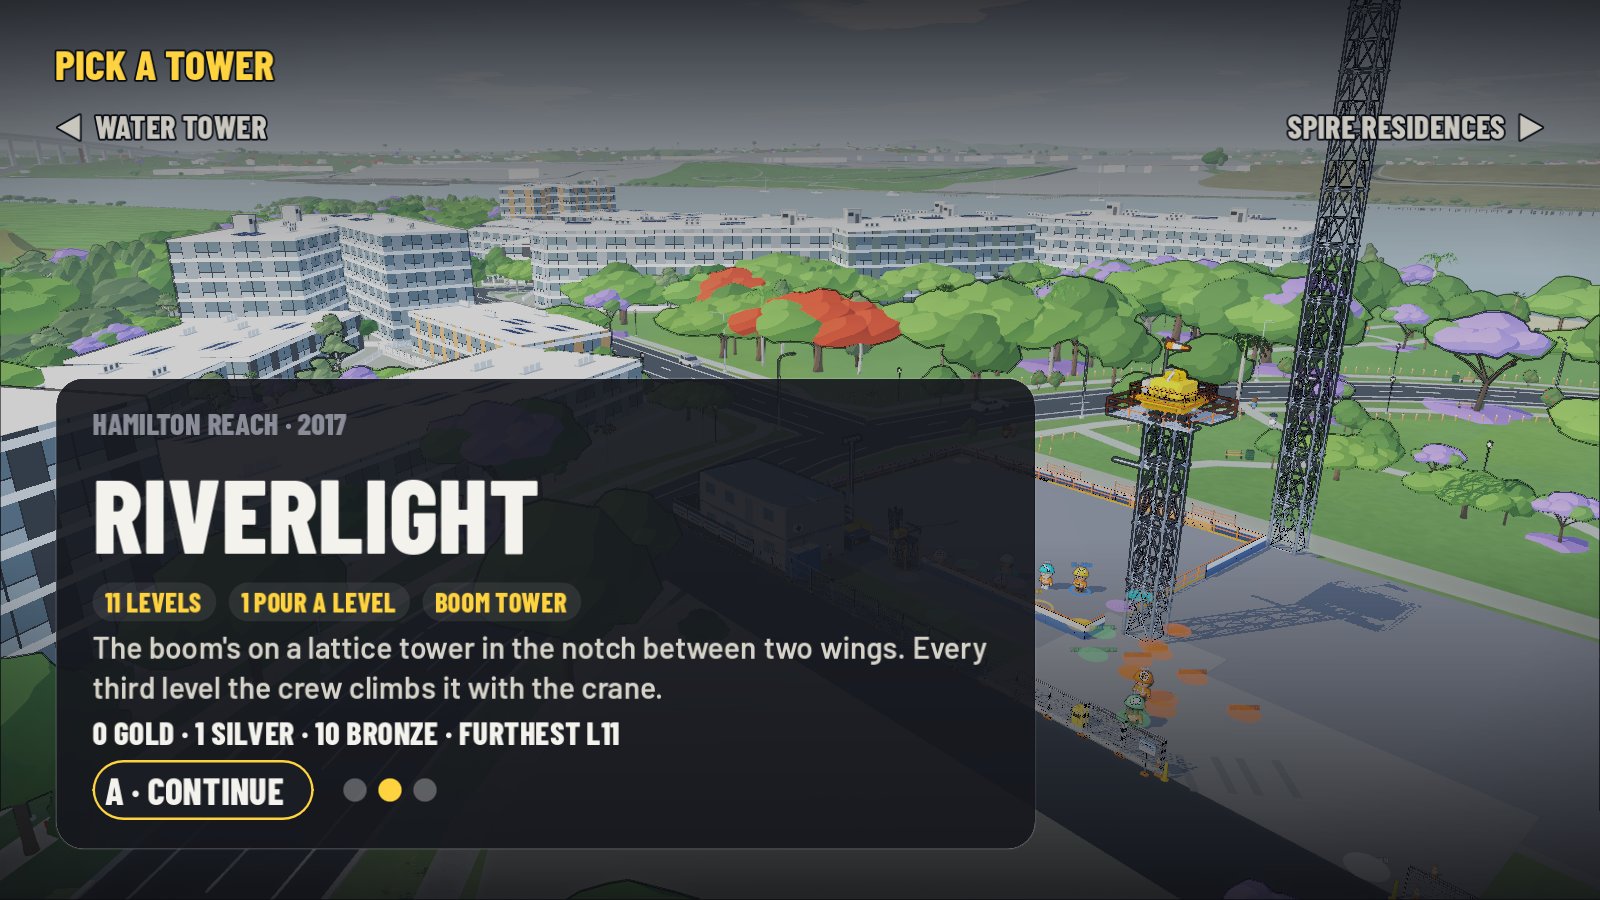 PICK A TOWER
WATER TOWER
SPIRE RESIDENCES
HAMILTON REACH · 2017
RIVERLIGHT
11 LEVELS
1 POUR A LEVEL
BOOM TOWER
The boom's on a lattice tower in the notch between two wings. Every
third level the crew climbs it with the crane.
0 GOLD · 1 SILVER · 10 BRONZE · FURTHEST L11
A · CONTINUE